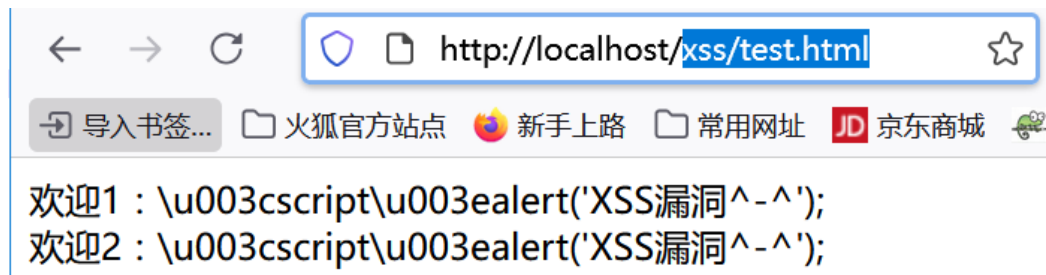 http://localhost/xss/test.html
导入书签... 火狐官方站点 新手上路 常用网址 JD 京东商城
欢迎1：\u003cscript\u003ealert('XSS漏洞^-^');
欢迎2：\u003cscript\u003ealert('XSS漏洞^-^');